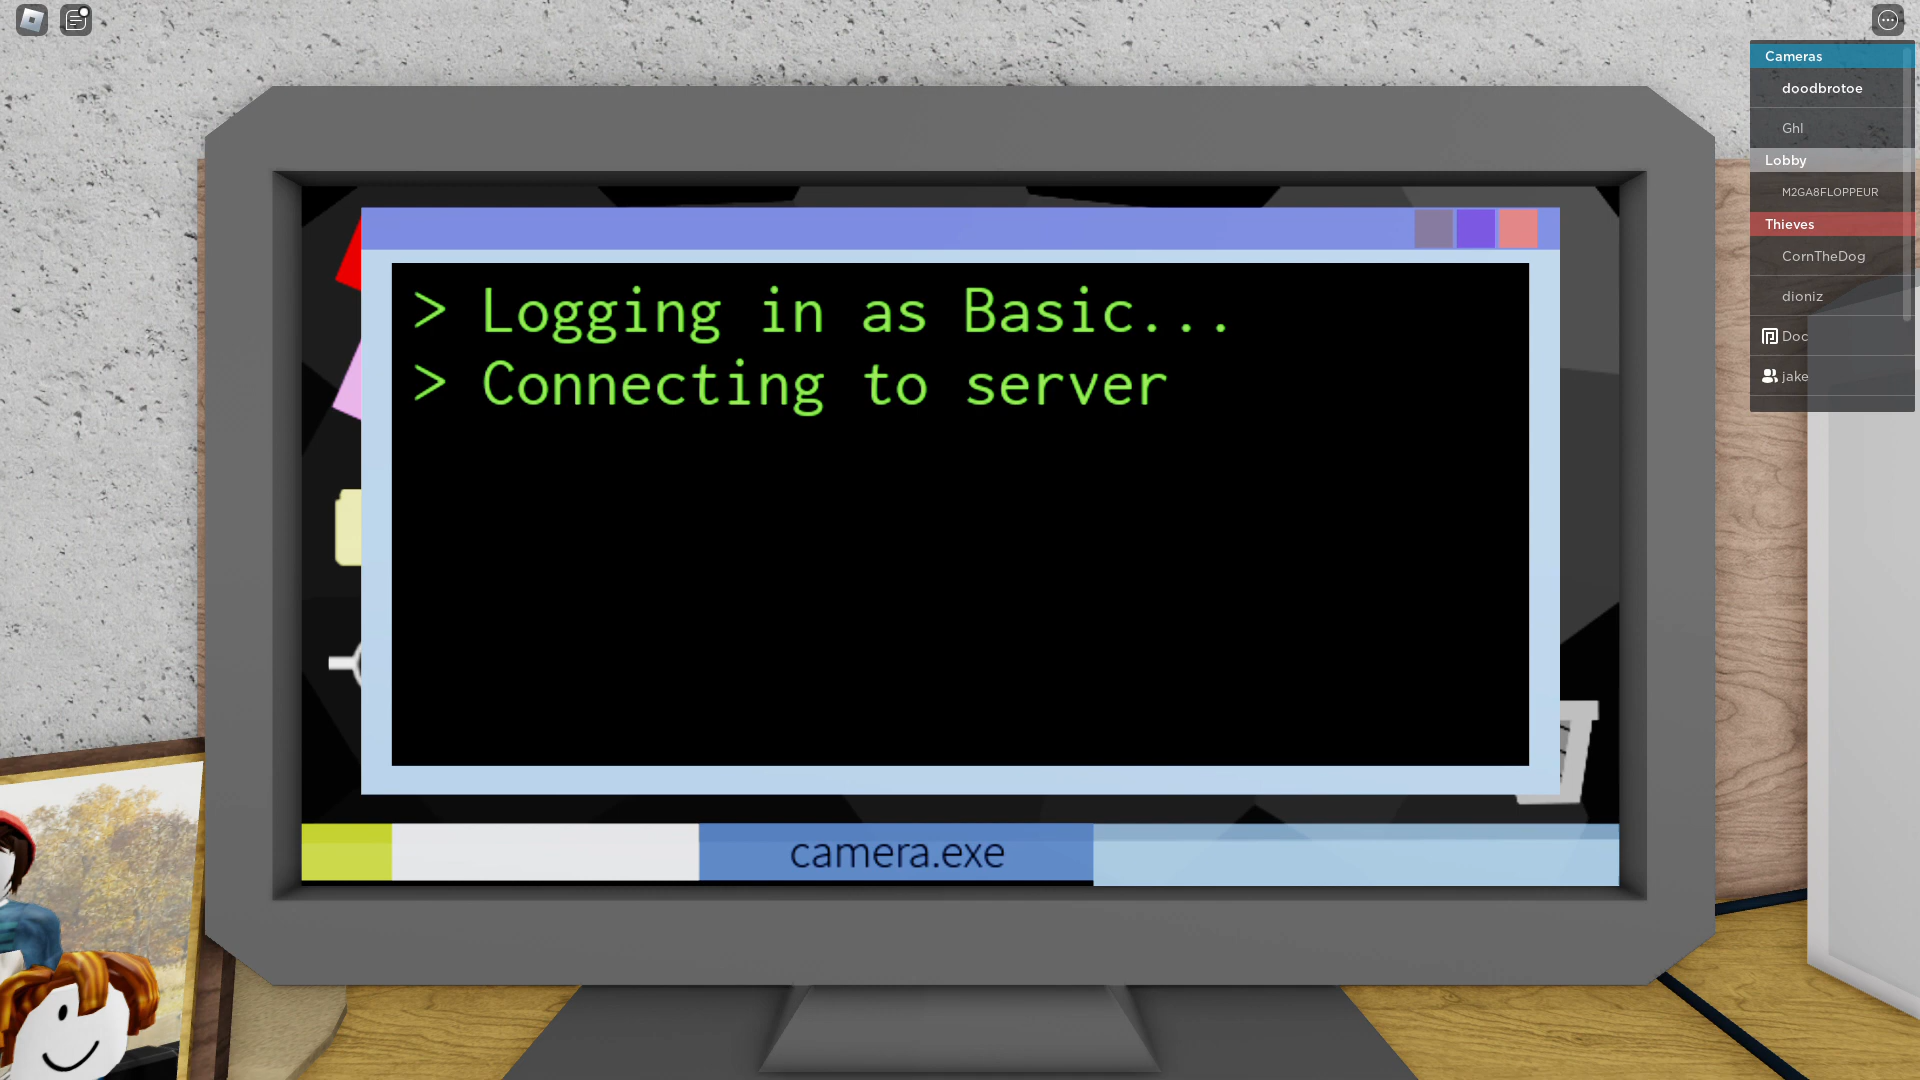 Cameras
doodbrotoe
Ghl
Lobby
M2GA8FLOPPEUR
Thieves
CornTheDog
dioniz
Doc
jake
> Logging in as Basic...
> Connecting to server
camera.exe